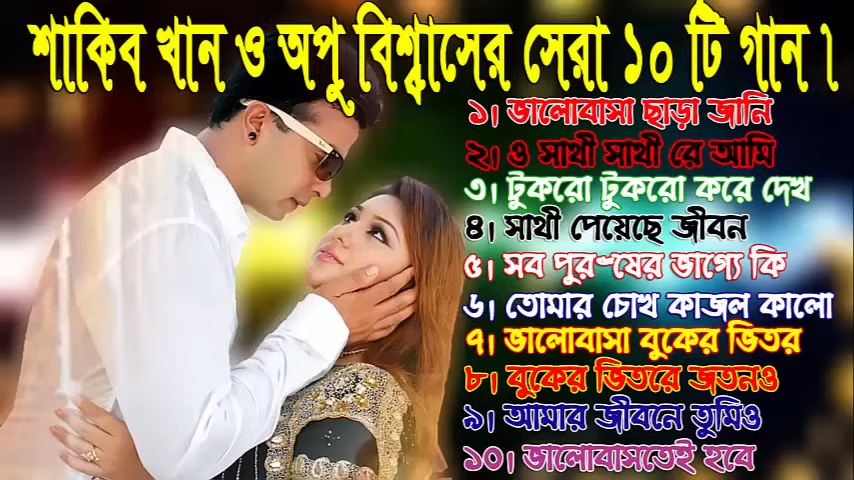 শাকিব খান ও অপু বিশ্বাসের সেরা ১০ টি গান ।
১। ভালোবাসা ছাড়া জানি
২। ও সাথী সাথী রে আমি
৩। টুকরো টুকরো করে দেখ
৪। সাথী পেয়েছে জীবন
৫। সব পুরুষের ভাগ্যে কি
৬। তোমার চোখ কাজল কালো
৭। ভালোবাসা বুকের ভিতর
৮। বুকের ভিতরে জতনও
৯। আমার জীবনে তুমিও
১০। ভালোবাসতেই হবে